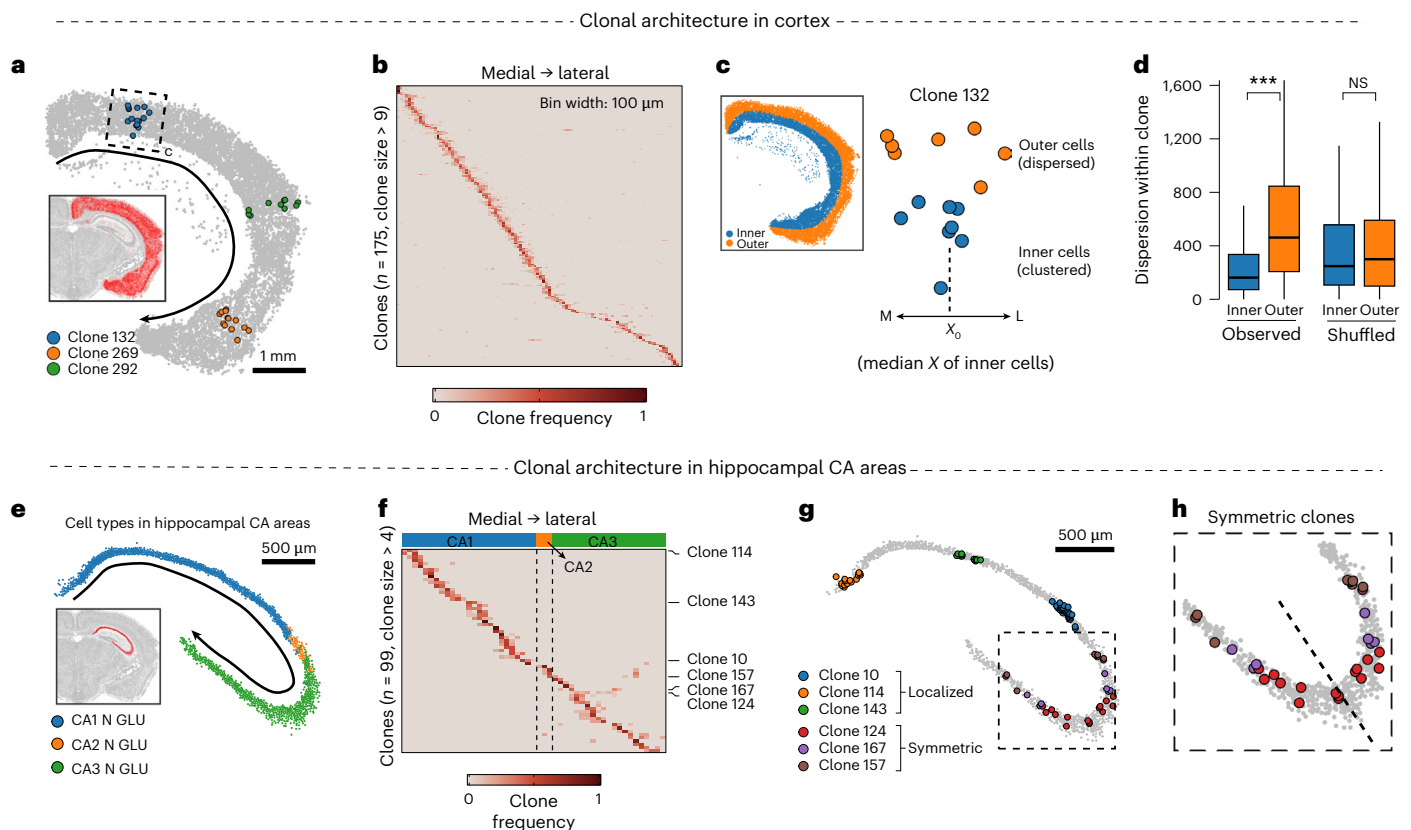 Clonal architecture in cortex
a
c
Clone 132
Clone 269
Clone 292
1 mm
b
Medial → lateral
Bin width: 100 µm
Clones (n = 175, clone size > 9)
0
Clone frequency
1
c
Clone 132
Inner
Outer
Outer cells
(dispersed)
Inner cells
(clustered)
M
L
X0
(median X of inner cells)
d
Dispersion within clone
1,600
1,200
800
400
0
***
NS
Inner Outer
Inner Outer
Observed
Shuffled
Clonal architecture in hippocampal CA areas
e
Cell types in hippocampal CA areas
500 µm
CA1 N GLU
CA2 N GLU
CA3 N GLU
f
Medial → lateral
CA1
CA3
CA2
Clones (n = 99, clone size > 4)
Clone 114
Clone 143
Clone 10
Clone 157
Clone 167
Clone 124
0
1
Clone
frequency
g
500 µm
Clone 10
Clone 114
Clone 143
Localized
Clone 124
Clone 167
Clone 157
Symmetric
h
Symmetric clones